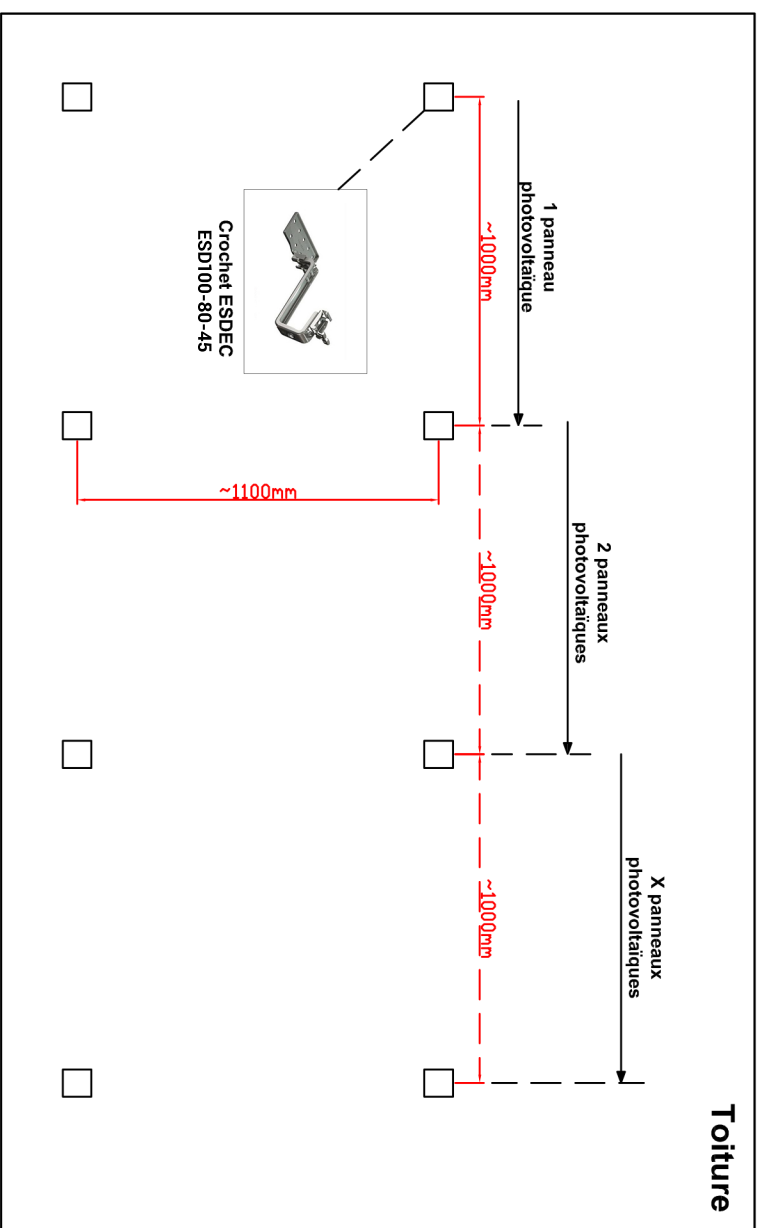 Toiture
1 panneau
photovoltaïque
2 panneaux
photovoltaïques
X panneaux
photovoltaïques
~1000mm
~1000mm
~1000mm
~1100mm
Crochet ESDEC
ESD100-80-45